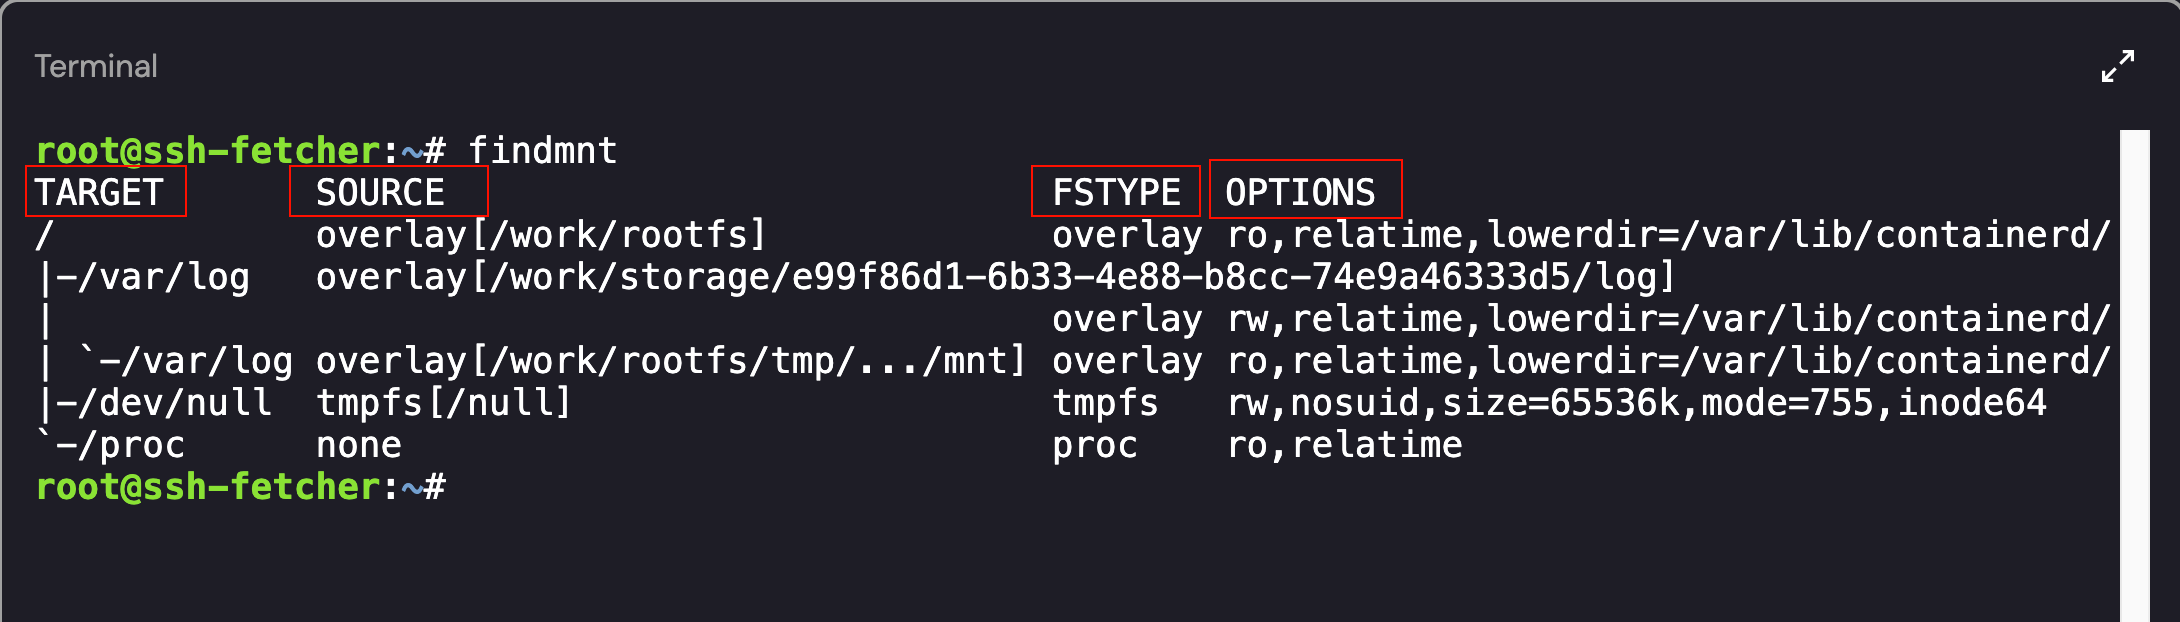 Terminal
root@ssh-fetcher:~# findmnt
TARGET       SOURCE                            FSTYPE  OPTIONS
/            overlay[/work/rootfs]             overlay ro,relatime,lowerdir=/var/lib/containerd/
|-/var/log   overlay[/work/storage/e99f86d1-6b33-4e88-b8cc-74e9a46333d5/log]
|                                              overlay rw,relatime,lowerdir=/var/lib/containerd/
| `-/var/log overlay[/work/rootfs/tmp/.../mnt] overlay ro,relatime,lowerdir=/var/lib/containerd/
|-/dev/null  tmpfs[/null]                      tmpfs   rw,nosuid,size=65536k,mode=755,inode64
`-/proc      none                              proc    ro,relatime
root@ssh-fetcher:~#